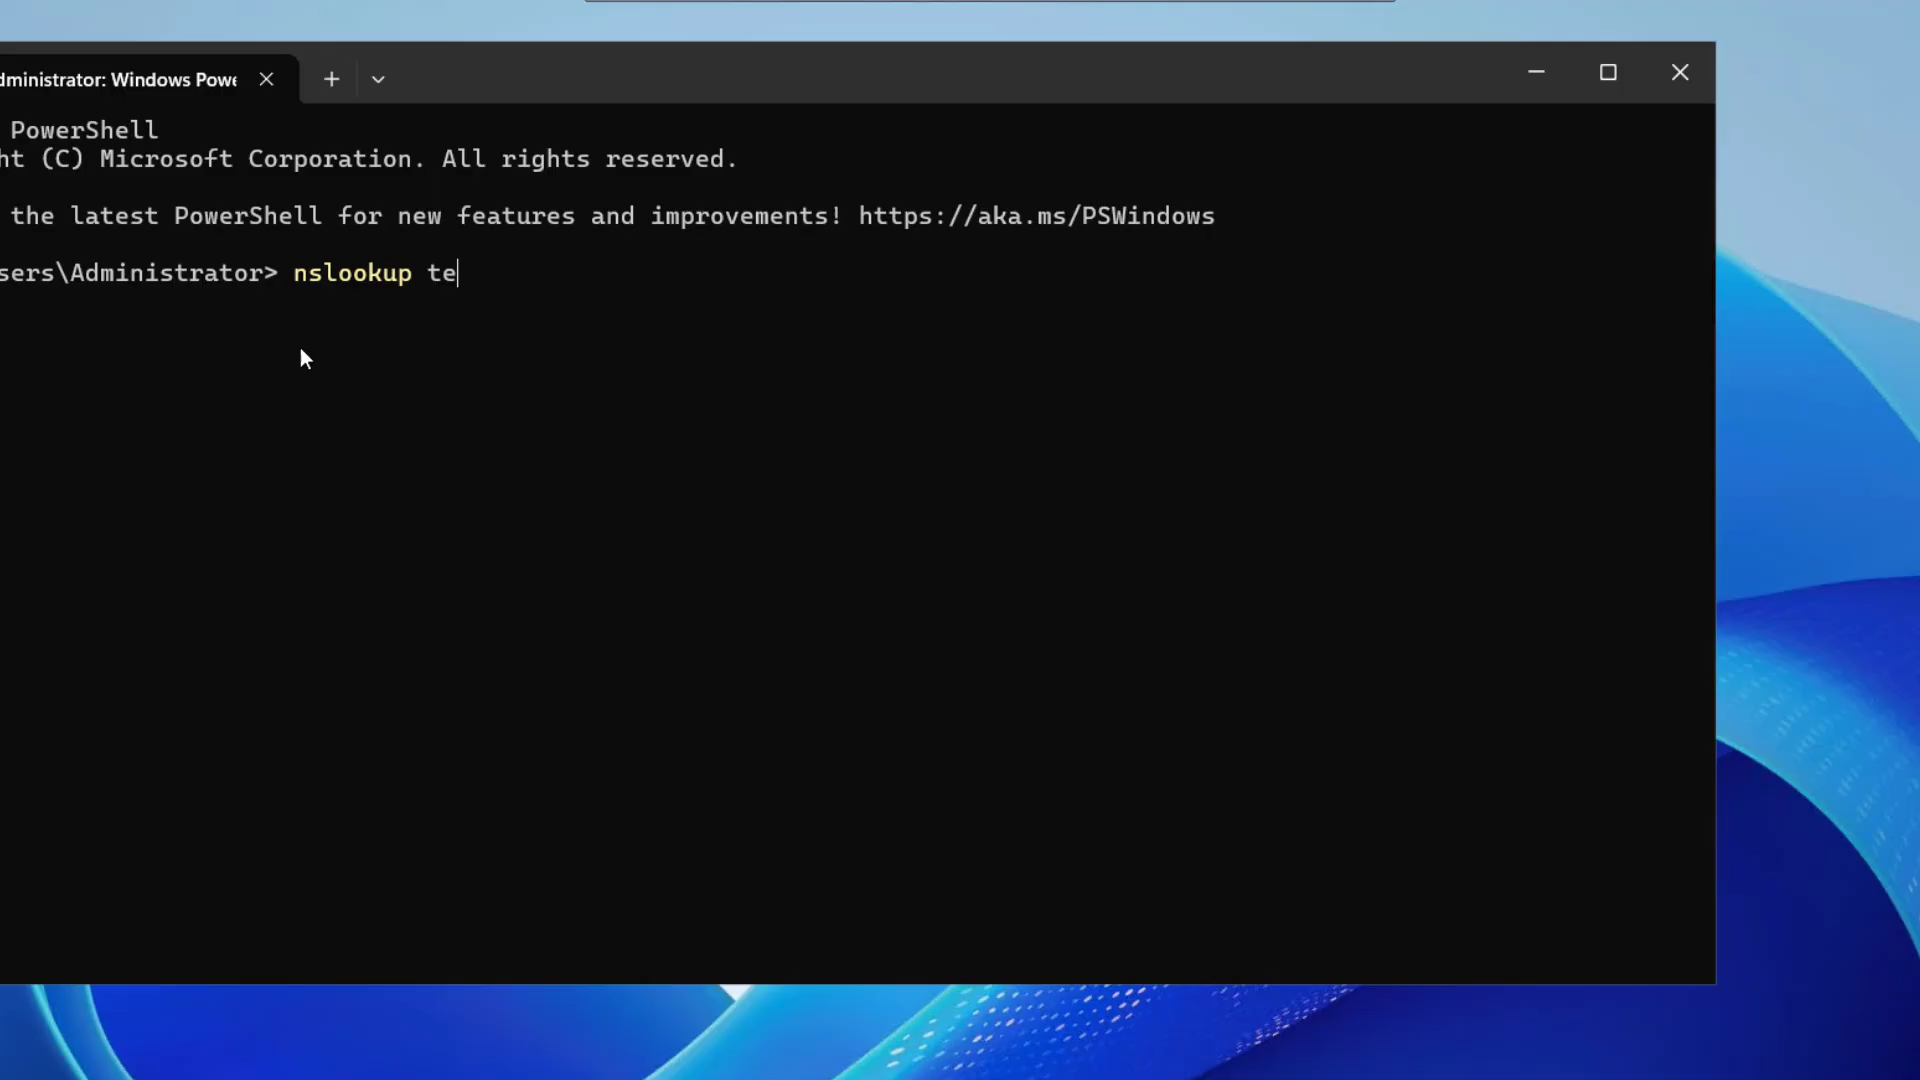 dministrator: Windows Powe
PowerShell
ht (C) Microsoft Corporation. All rights reserved.
the latest PowerShell for new features and improvements! https://aka.ms/PSWindows
sers\Administrator> nslookup te